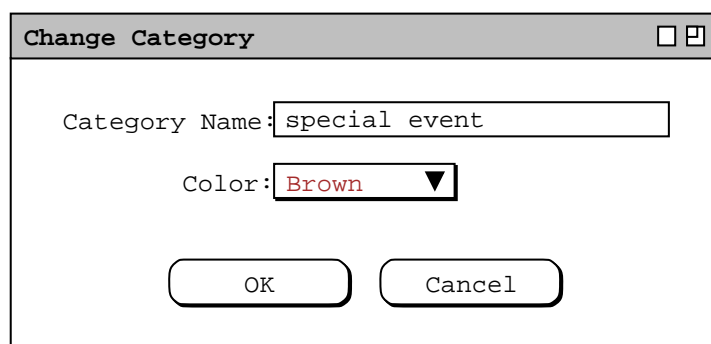 Change Category
Category Name: special event
Color: Brown
OK Cancel